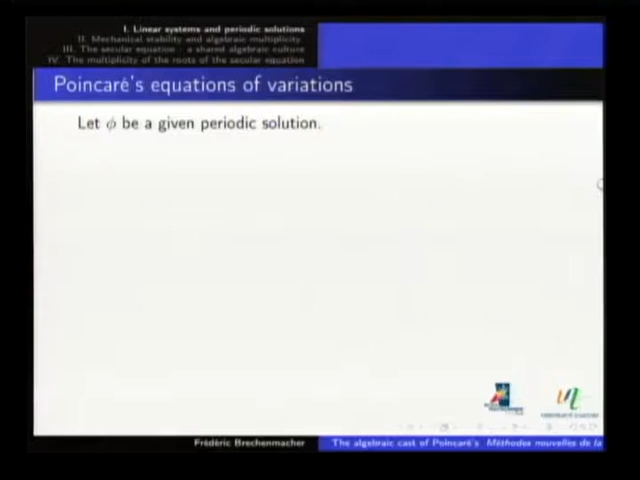 I. Linear systems and periodic solutions
II. Mechanical stability and algebraic multiplicity
III. The secular equation : a shared algebraic culture
IV. The multiplicity of the roots of the secular equation
Poincaré's equations of variations
Let ϕ be a given periodic solution.
Frédéric Brechenmacher
The algebraic cast of Poincaré's Méthodes nouvelles de la